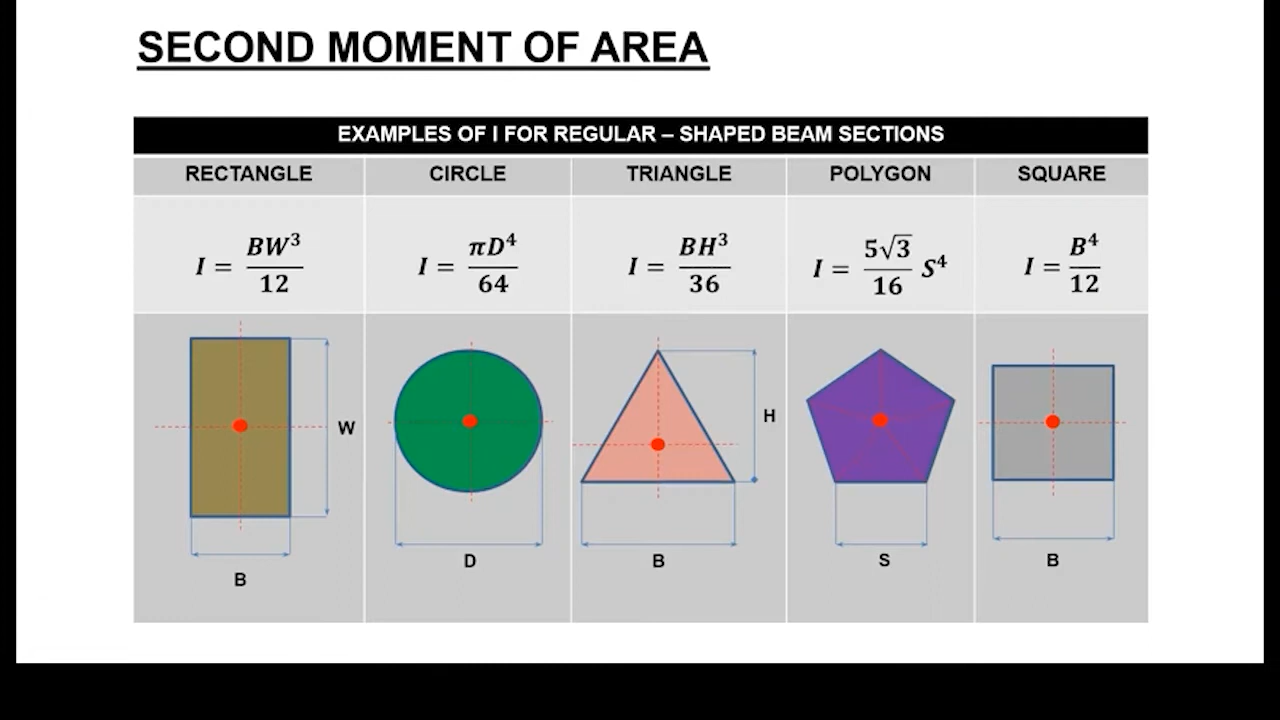 SECOND MOMENT OF AREA
EXAMPLES OF I FOR REGULAR – SHAPED BEAM SECTIONS
RECTANGLE CIRCLE TRIANGLE POLYGON SQUARE
I = BW³/12 I = πD⁴/64 I = BH³/36 I = 5√3/16 S⁴ I = B⁴/12
W H
D B S B
B